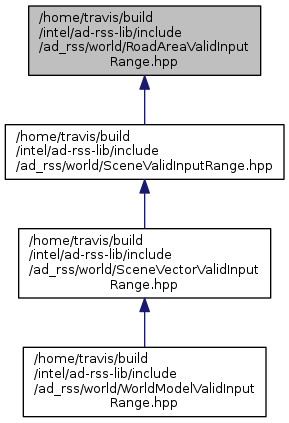 /home/travis/build
/intel/ad-rss-lib/include
/ad_rss/world/RoadAreaValidInput
Range.hpp
/home/travis/build
/intel/ad-rss-lib/include
/ad_rss/world/SceneValidInputRange.hpp
/home/travis/build
/intel/ad-rss-lib/include
/ad_rss/world/SceneVectorValidInput
Range.hpp
/home/travis/build
/intel/ad-rss-lib/include
/ad_rss/world/WorldModelValidInput
Range.hpp